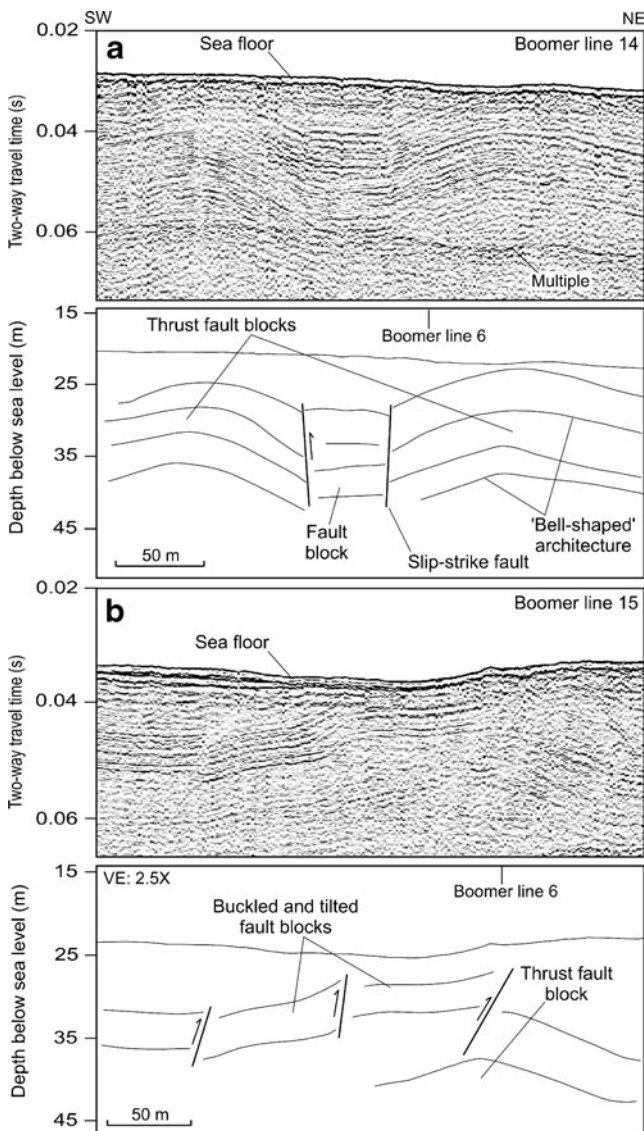 SW NE
0.02
a Sea floor Boomer line 14
0.04
Two-way travel time (s)
0.06
Multiple
15
Thrust fault blocks Boomer line 6
25
Depth below sea level (m)
35
45
Fault
block
Slip-strike fault
'Bell-shaped'
architecture
50 m
0.02
b Boomer line 15
Sea floor
0.04
Two-way travel time (s)
0.06
15
VE: 2.5X Boomer line 6
Buckled and tilted
fault blocks
25
Depth below sea level (m)
Thrust fault
block
35
45
50 m